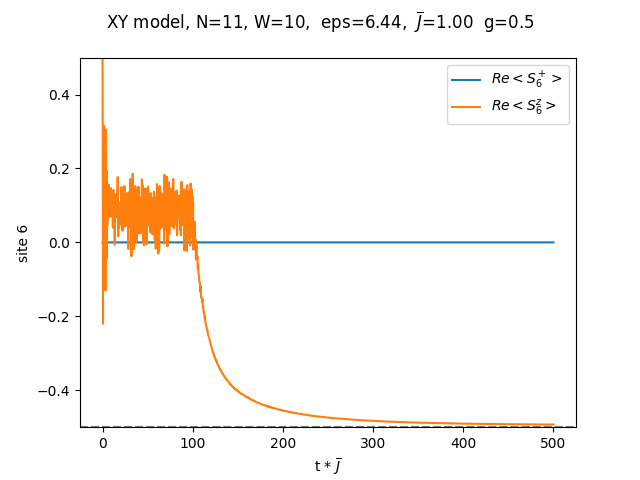 XY model, N=11, W=10,  eps=6.44, J̄=1.00  g=0.5
Re < S₆⁺ >
Re < S₆ᶻ >
0.4
0.2
0.0
−0.2
−0.4
site 6
0
100
200
300
400
500
t * J̄